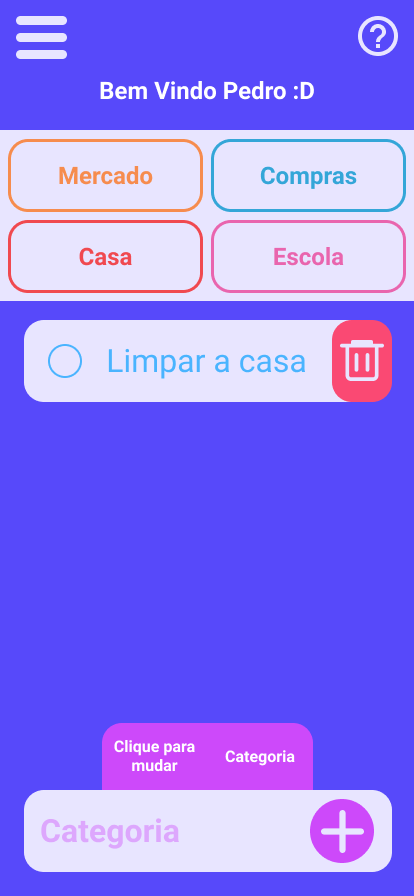 Bem Vindo Pedro :D
Mercado
Compras
Casa
Escola
Limpar a casa
Clique para
mudar
Categoria
Categoria